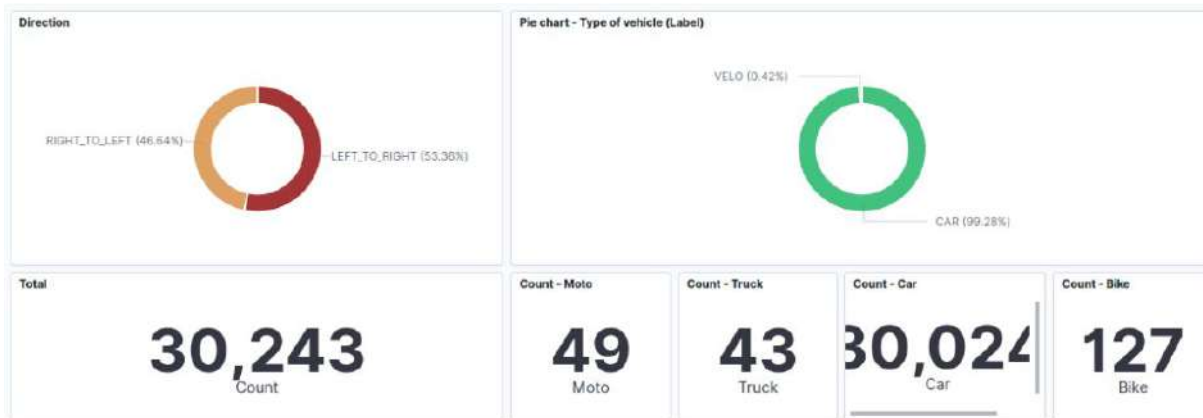 Direction
RIGHT_TO_LEFT (46.64%)
LEFT_TO_RIGHT (53.36%)
Pie chart - Type of vehicle (Label)
VELO (0.42%)
CAR (99.28%)
Total
30,243
Count
Count - Moto
49
Moto
Count - Truck
43
Truck
Count - Car
30,024
Car
Count - Bike
127
Bike